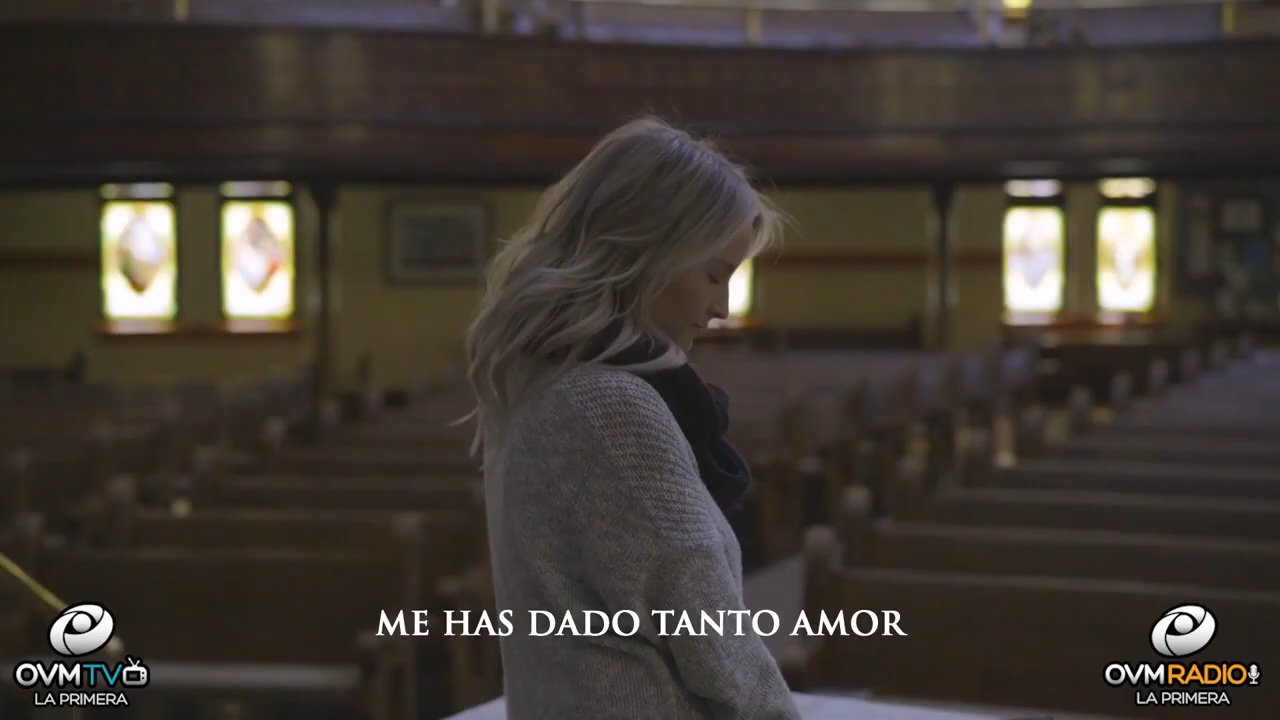 ME HAS DADO TANTO AMOR
OVMTV
LA PRIMERA
OVMRADIO
LA PRIMERA